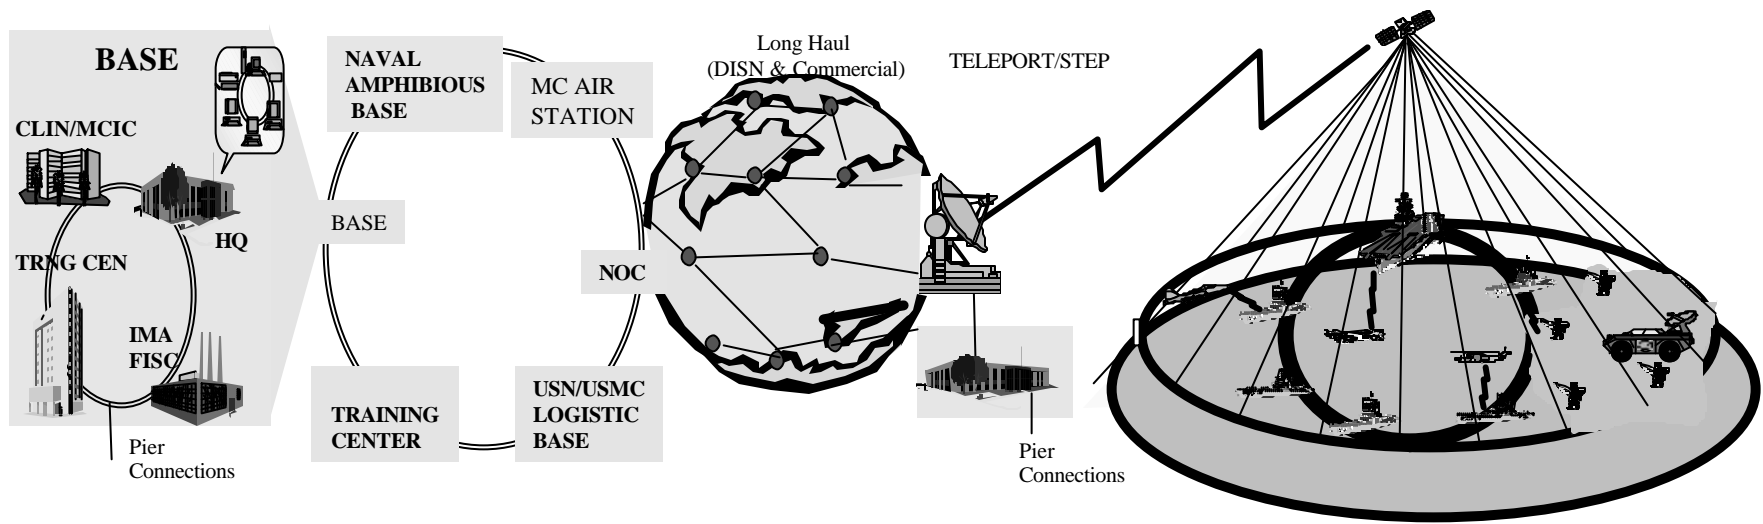 BASE
CLIN/MCIC
HQ
TRNG CEN
IMA
FISC
Pier
Connections
NAVAL
AMPHIBIOUS
BASE
MC AIR
STATION
BASE
NOC
TRAINING
CENTER
USN/USMC
LOGISTIC
BASE
Long Haul
(DISN & Commercial)
TELEPORT/STEP
Pier
Connections